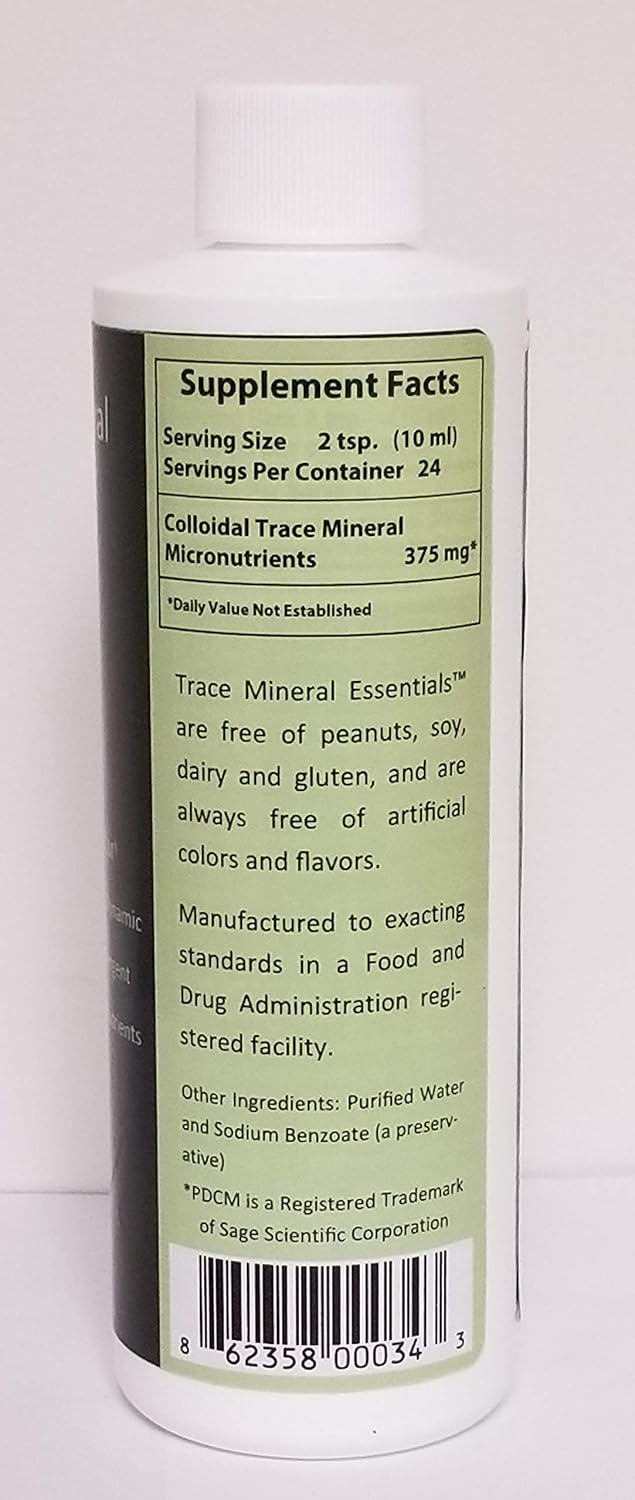 Supplement Facts
Serving Size 2 tsp. (10 ml)
Servings Per Container 24
Colloidal Trace Mineral
Micronutrients 375 mg*
*Daily Value Not Established
Trace Mineral Essentials™
are free of peanuts, soy,
dairy and gluten, and are
always free of artificial
colors and flavors.
Manufactured to exacting
standards in a Food and
Drug Administration regi-
stered facility.
Other Ingredients: Purified Water
and Sodium Benzoate (a preserv-
ative)
*PDCM is a Registered Trademark
of Sage Scientific Corporation
8 62358 00034 3